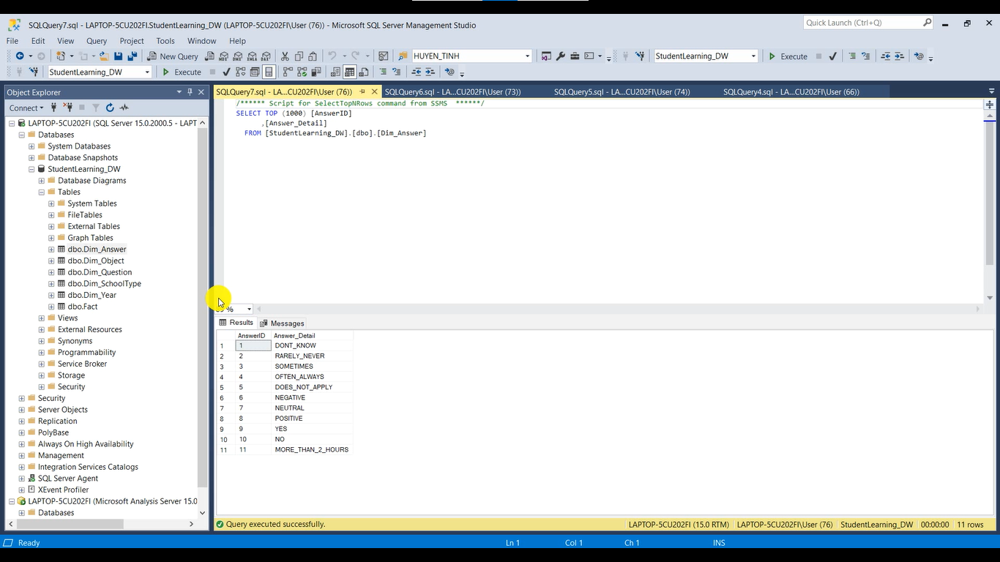 SQLQuery7.sql - LAPTOP-5CU202FI.StudentLearning_DW (LAPTOP-5CU202FI\User (76)) - Microsoft SQL Server Management Studio
Quick Launch (Ctrl+Q)
File Edit View Query Project Tools Window Help
New Query
MDX DMX XMLA DAX
HUYEN_TINH
StudentLearning_DW
Execute
StudentLearning_DW
Execute
Object Explorer
Connect
LAPTOP-5CU202FI (SQL Server 15.0.2000.5 - LAPT
Databases
System Databases
Database Snapshots
StudentLearning_DW
Database Diagrams
Tables
System Tables
FileTables
External Tables
Graph Tables
dbo.Dim_Answer
dbo.Dim_Object
dbo.Dim_Question
dbo.Dim_SchoolType
dbo.Dim_Year
dbo.Fact
Views
External Resources
Synonyms
Programmability
Service Broker
Storage
Security
Security
Server Objects
Replication
PolyBase
Always On High Availability
Management
Integration Services Catalogs
SQL Server Agent
XEvent Profiler
LAPTOP-5CU202FI (Microsoft Analysis Server 15.0
Databases
SQLQuery7.sql - LA...CU202FI\User (76))
SQLQuery6.sql - LA...CU202FI\User (73))
SQLQuery5.sql - LA...CU202FI\User (74))
SQLQuery4.sql - LA...CU202FI\User (66))
/****** Script for SelectTopNRows command from SSMS ******/
SELECT TOP (1000) [AnswerID]
,[Answer_Detail]
FROM [StudentLearning_DW].[dbo].[Dim_Answer]
%
Results Messages
AnswerID Answer_Detail
1 1 DONT_KNOW
2 2 RARELY_NEVER
3 3 SOMETIMES
4 4 OFTEN_ALWAYS
5 5 DOES_NOT_APPLY
6 6 NEGATIVE
7 7 NEUTRAL
8 8 POSITIVE
9 9 YES
10 10 NO
11 11 MORE_THAN_2_HOURS
Query executed successfully.
LAPTOP-5CU202FI (15.0 RTM) LAPTOP-5CU202FI\User (76) StudentLearning_DW 00:00:00 11 rows
Ready Ln 1 Col 1 Ch 1 INS